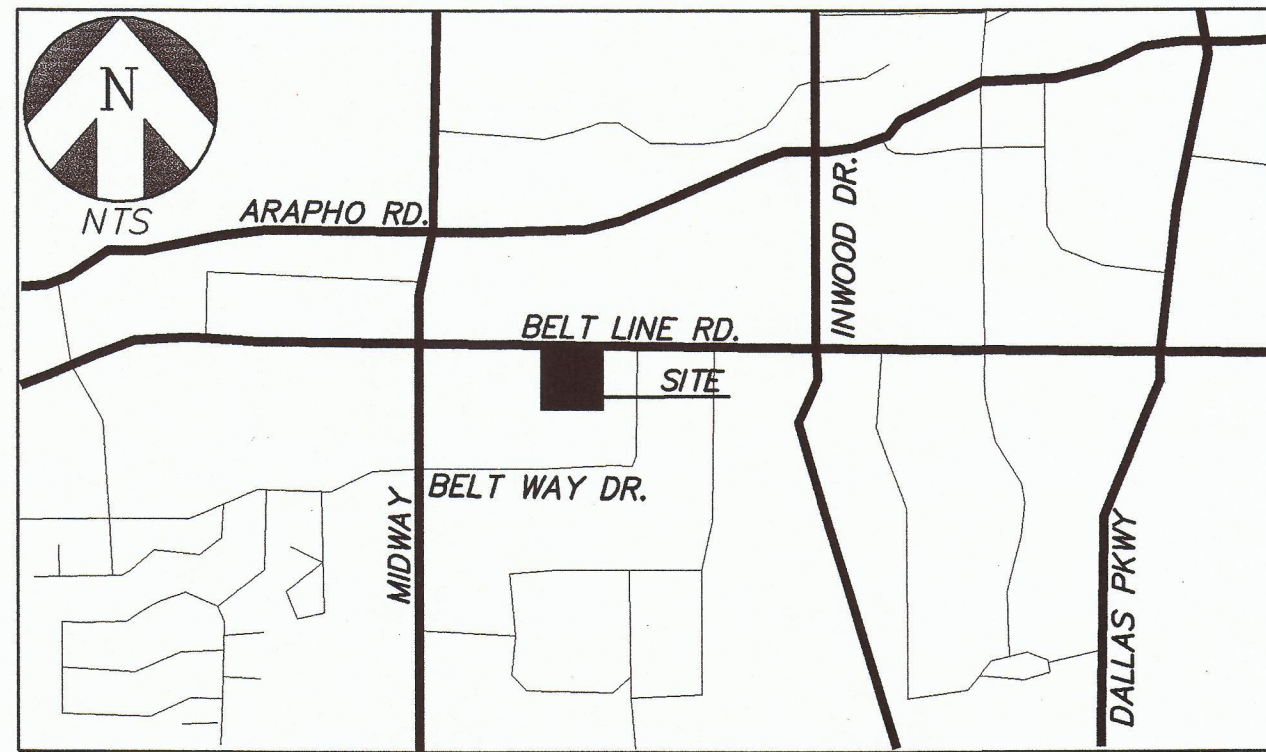 N
NTS
ARAPHO RD.
INWOOD DR.
BELT LINE RD.
SITE
BELT WAY DR.
MIDWAY
DALLAS PKWY